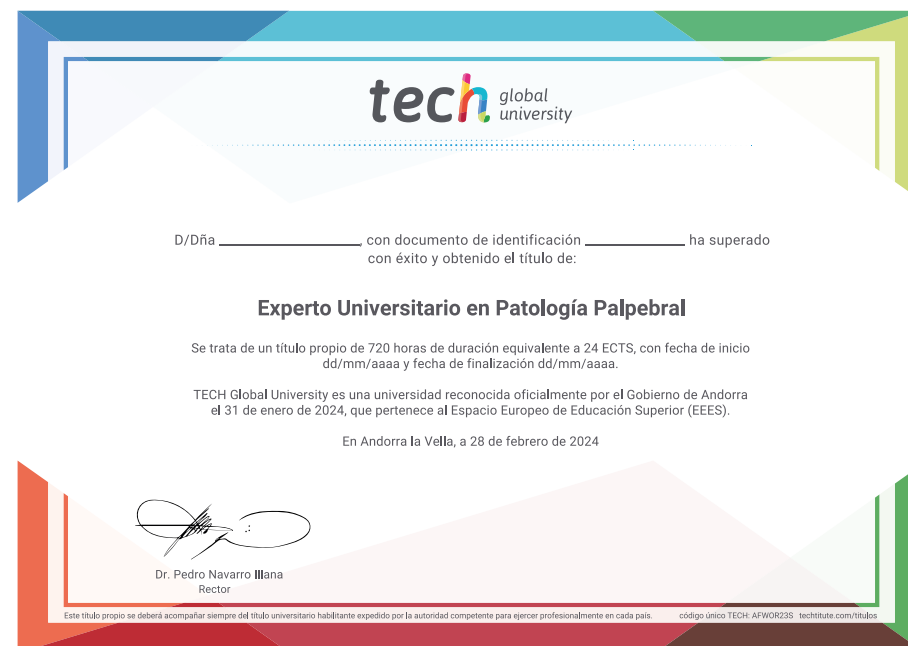 tech global university
D/Dña ____________________, con documento de identificación ______________ ha superado
con éxito y obtenido el título de:
Experto Universitario en Patología Palpebral
Se trata de un título propio de 720 horas de duración equivalente a 24 ECTS, con fecha de inicio
dd/mm/aaaa y fecha de finalización dd/mm/aaaa.
TECH Global University es una universidad reconocida oficialmente por el Gobierno de Andorra
el 31 de enero de 2024, que pertenece al Espacio Europeo de Educación Superior (EEES).
En Andorra la Vella, a 28 de febrero de 2024
Dr. Pedro Navarro Illana
Rector
Este título propio se deberá acompañar siempre del título universitario habilitante expedido por la autoridad competente para ejercer profesionalmente en cada país. código único TECH: AFWOR23S techtitute.com/titulos